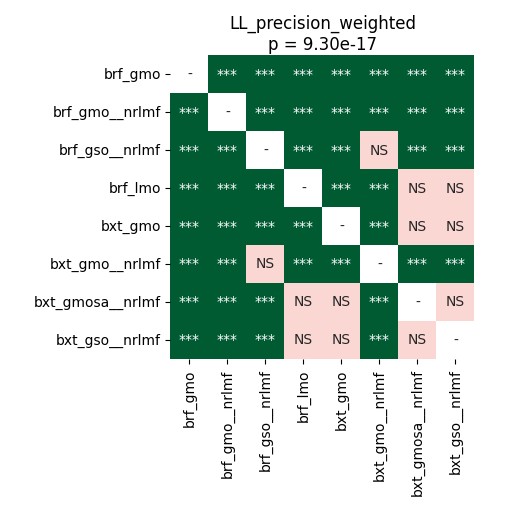 LL_precision_weighted
p = 9.30e-17
brf_gmo - *** *** *** *** *** *** ***
brf_gmo__nrlmf *** - *** *** *** *** *** ***
brf_gso__nrlmf *** *** - *** *** NS *** ***
brf_lmo *** *** *** - *** *** NS NS
bxt_gmo *** *** *** *** - *** NS NS
bxt_gmo__nrlmf *** *** NS *** *** - *** ***
bxt_gmosa__nrlmf *** *** *** NS NS *** - NS
bxt_gso__nrlmf *** *** *** NS NS *** NS -
brf_gmo
brf_gmo__nrlmf
brf_gso__nrlmf
brf_lmo
bxt_gmo
bxt_gmo__nrlmf
bxt_gmosa__nrlmf
bxt_gso__nrlmf